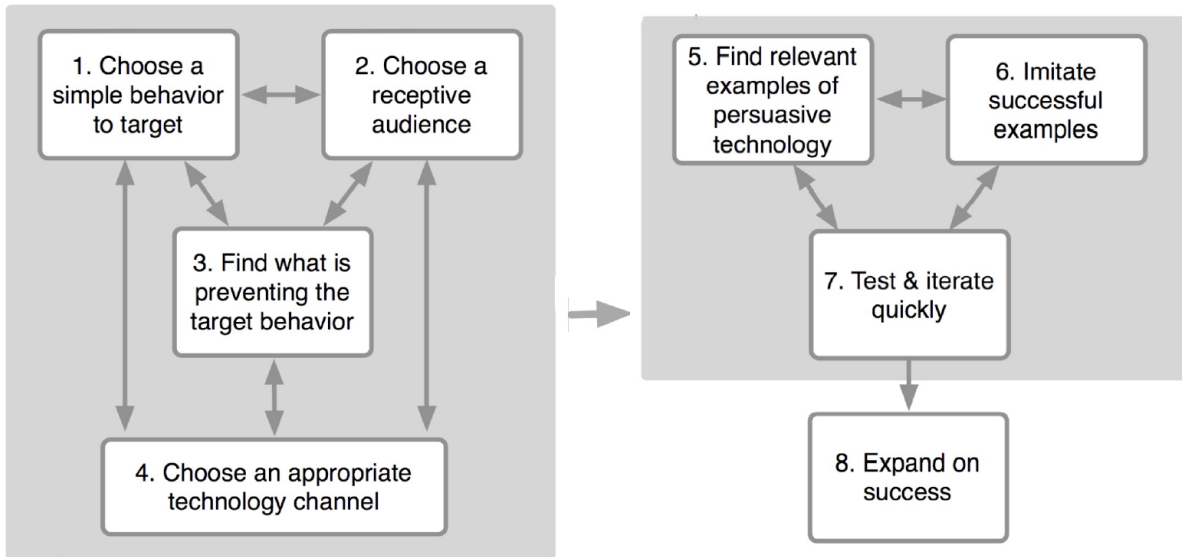 1. Choose a
simple behavior
to target
2. Choose a
receptive
audience
3. Find what is
preventing the
target behavior
4. Choose an appropriate
technology channel
5. Find relevant
examples of
persuasive
technology
6. Imitate
successful
examples
7. Test & iterate
quickly
8. Expand on
success